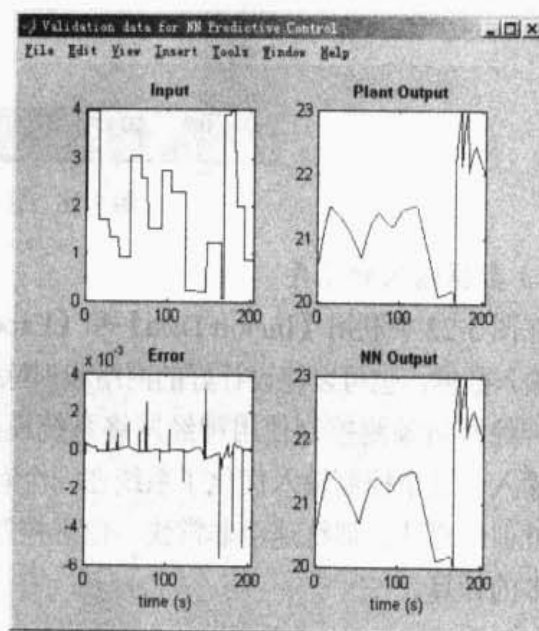 Validation data for NN Predictive Control
File Edit View Insert Tools Window Help
Input
Plant Output
4
3
2
1
0
0 100 200
23
22
21
20
0 100 200
x 10-3
Error
NN Output
4
2
0
-2
-4
-6
0 100 200
time (s)
23
22
21
20
0 100 200
time (s)